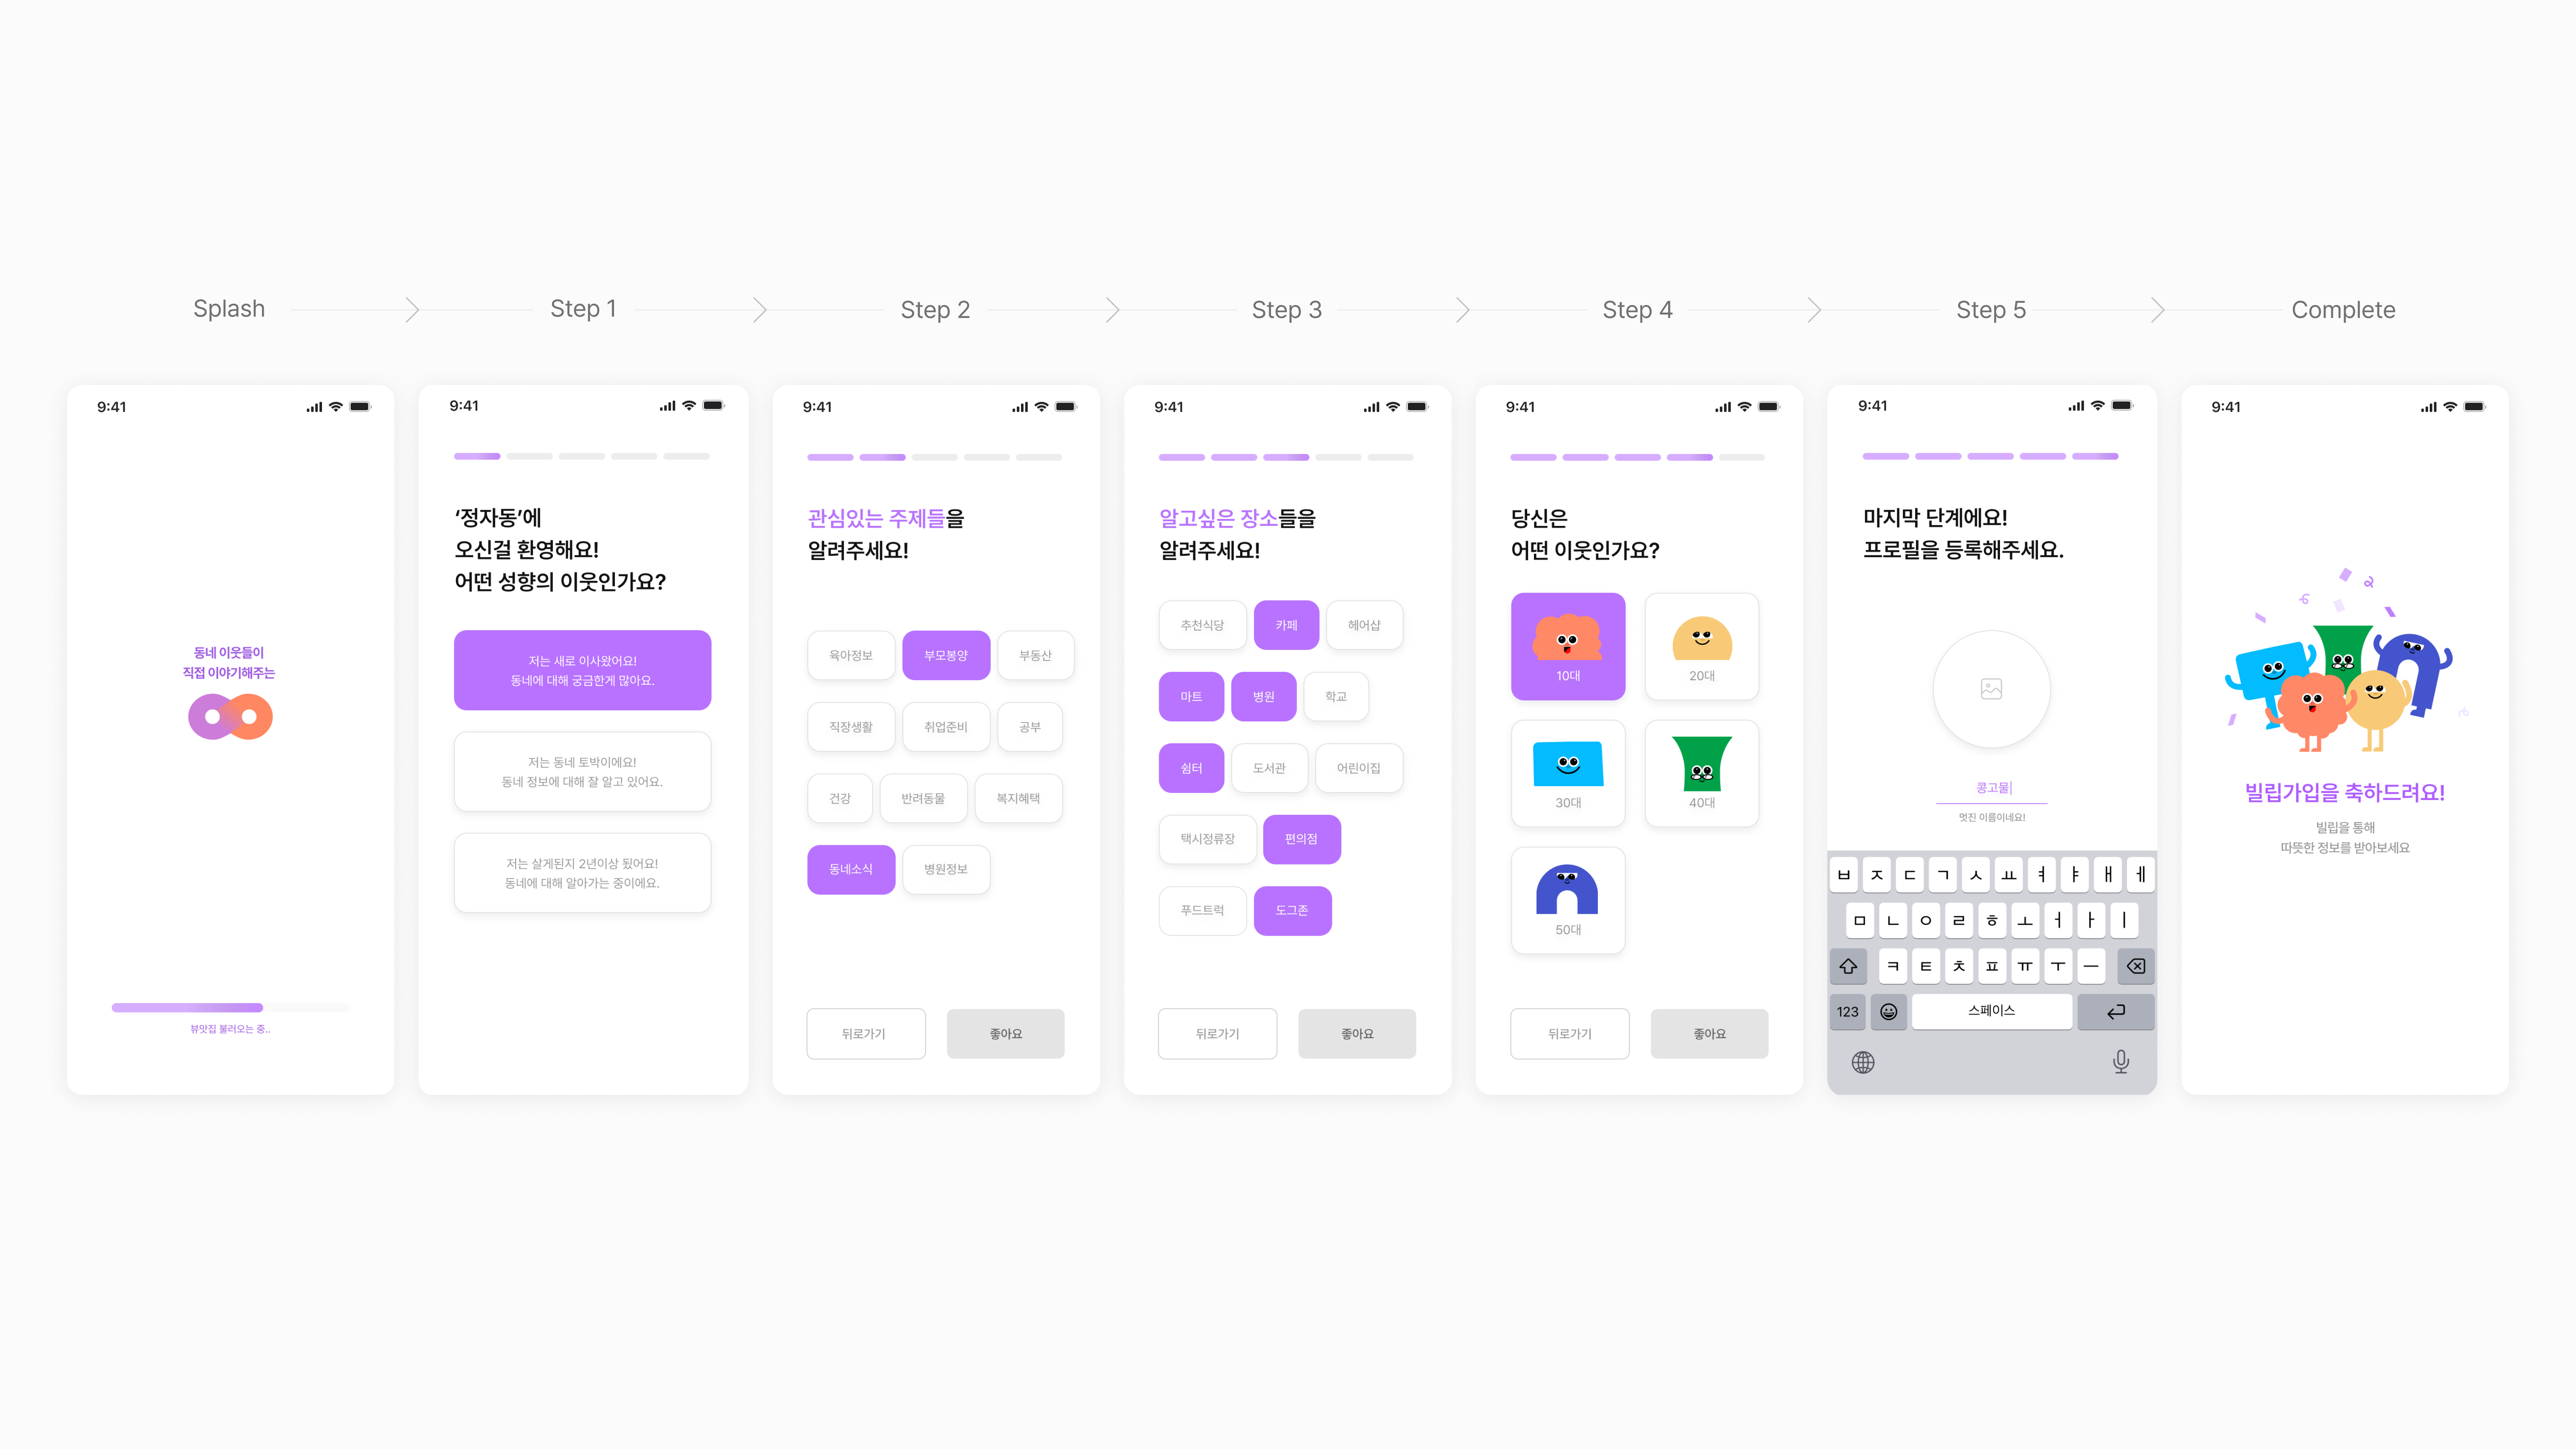 Splash
Step 1
Step 2
Step 3
Step 4
Step 5
Complete
9:41
동네 이웃들이
직접 이야기해주는
뷰맛집 불러오는 중..
9:41
‘정자동’에
오신걸 환영해요!
어떤 성향의 이웃인가요?
저는 새로 이사왔어요!
동네에 대해 궁금한게 많아요.
저는 동네 토박이에요!
동네 정보에 대해 잘 알고 있어요.
저는 살게된지 2년이상 됬어요!
동네에 대해 알아가는 중이에요.
9:41
관심있는 주제들을
알려주세요!
육아정보 부모봉양 부동산
직장생활 취업준비 공부
건강 반려동물 복지혜택
동네소식 병원정보
뒤로가기 좋아요
9:41
알고싶은 장소들을
알려주세요!
추천식당 카페 헤어샵
마트 병원 학교
쉼터 도서관 어린이집
택시정류장 편의점
푸드트럭 도그존
뒤로가기 좋아요
9:41
당신은
어떤 이웃인가요?
10대 20대
30대 40대
50대
뒤로가기 좋아요
9:41
마지막 단계에요!
프로필을 등록해주세요.
콩고물
멋진 이름이네요!
ㅂ ㅈ ㄷ ㄱ ㅅ ㅛ ㅕ ㅑ ㅐ ㅔ
ㅁ ㄴ ㅇ ㄹ ㅎ ㅗ ㅓ ㅏ ㅣ
ㅋ ㅌ ㅊ ㅍ ㅠ ㅜ ㅡ
123 스페이스
9:41
빌립가입을 축하드려요!
빌립을 통해
따뜻한 정보를 받아보세요